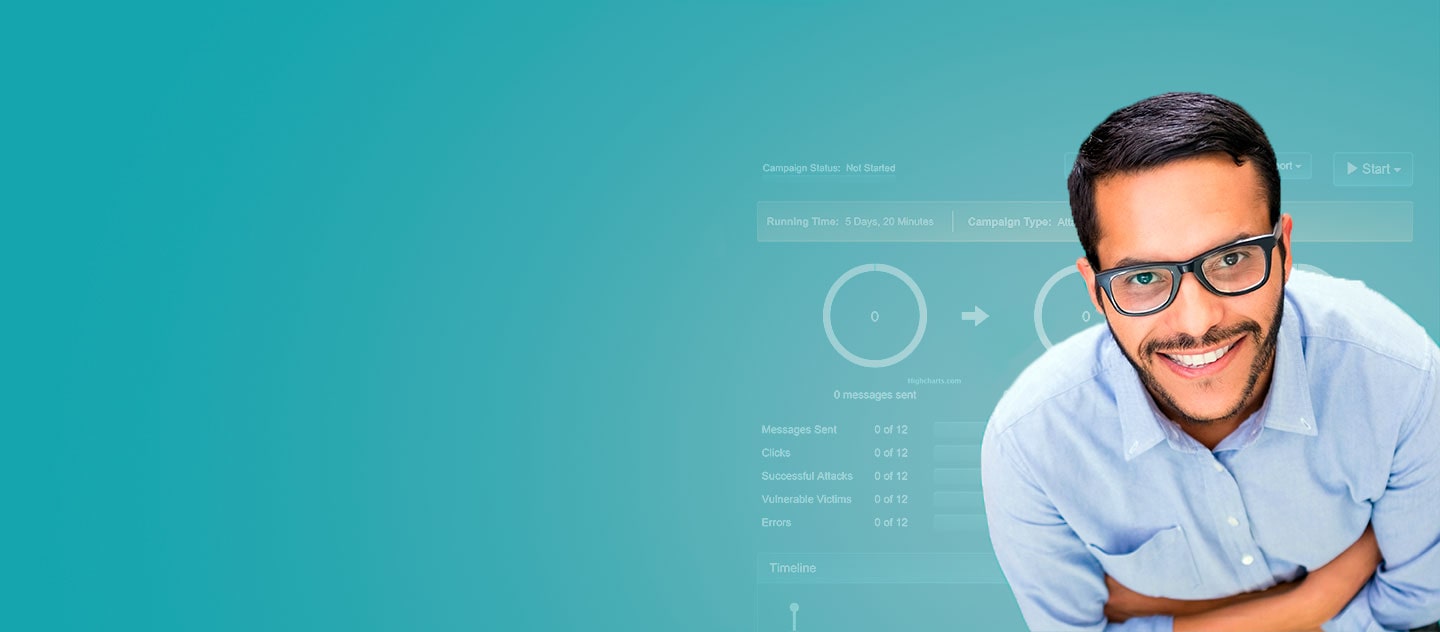 Campaign Status: Not Started
Start
Running Time: 5 Days, 20 Minutes
Campaign Type:
0
0
Highcharts.com
0 messages sent
Messages Sent 0 of 12
Clicks 0 of 12
Successful Attacks 0 of 12
Vulnerable Victims 0 of 12
Errors 0 of 12
Timeline